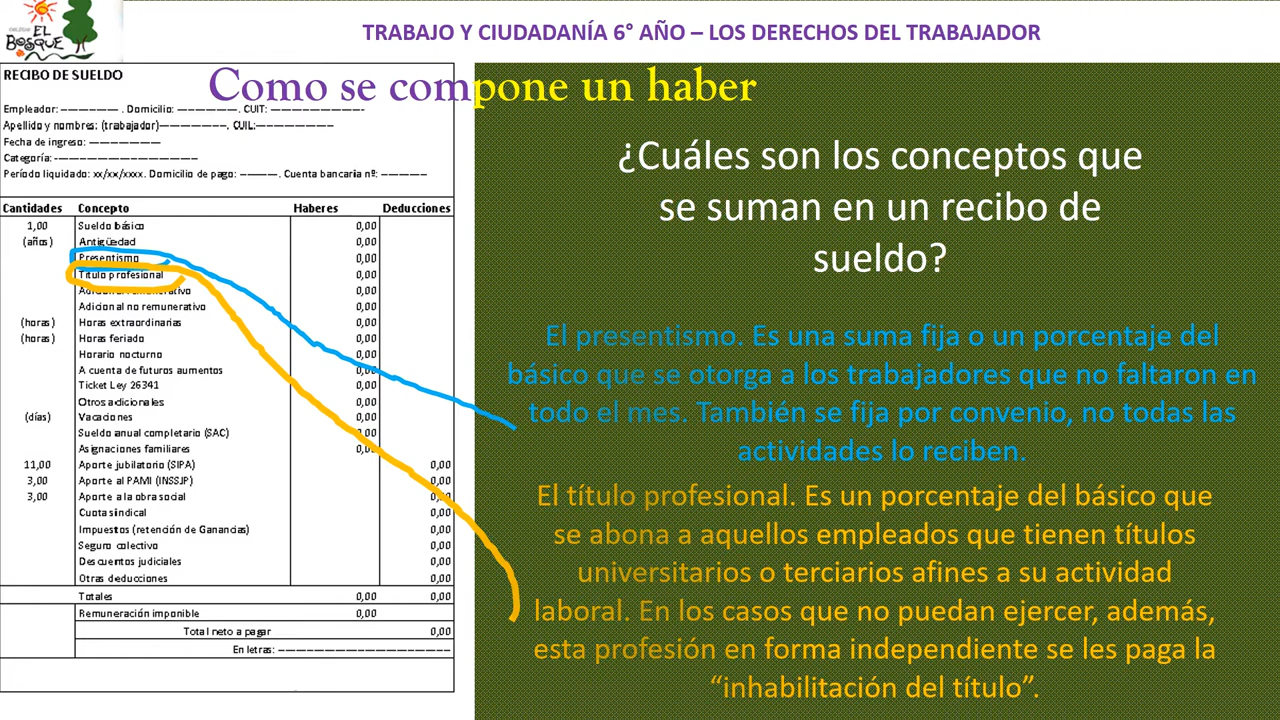 COLEGIO
EL
BOSQUE
TRABAJO Y CIUDADANÍA 6° AÑO – LOS DERECHOS DEL TRABAJADOR
Como se compone un haber
RECIBO DE SUELDO
Empleador: ——————. Domicilio: ——————. CUIT: ——————————
Apellido y nombres: (trabajador)———————. CUIL:————————
Fecha de ingreso: ———————
Categoría: ——————————————
Período liquidado: xx/xx/xxxx. Domicilio de pago: ————. Cuenta bancaria nº: —————
Cantidades Concepto Haberes Deducciones
1,00 Sueldo básico 0,00
(años) Antigüedad 0,00
Presentismo 0,00
Título profesional 0,00
Adicional remunerativo 0,00
Adicional no remunerativo 0,00
(horas) Horas extraordinarias 0,00
(horas) Horas feriado 0,00
Horario nocturno 0,00
A cuenta de futuros aumentos 0,00
Ticket Ley 26341 0,00
Otros adicionales 0,00
(días) Vacaciones 0,00
Sueldo anual completario (SAC) 0,00
Asignaciones familiares 0,00
11,00 Aporte jubilatorio (SIPA) 0,00
3,00 Aporte al PAMI (INSSJP) 0,00
3,00 Aporte a la obra social 0,00
Cuota sindical 0,00
Impuestos (retención de Ganancias) 0,00
Seguro colectivo 0,00
Descuentos judiciales 0,00
Otras deducciones 0,00
Totales 0,00 0,00
Remuneración imponible 0,00
Total neto a pagar 0,00
En letras: ——————————————————
¿Cuáles son los conceptos que
se suman en un recibo de
sueldo?
El presentismo. Es una suma fija o un porcentaje del
básico que se otorga a los trabajadores que no faltaron en
todo el mes. También se fija por convenio, no todas las
actividades lo reciben.
El título profesional. Es un porcentaje del básico que
se abona a aquellos empleados que tienen títulos
universitarios o terciarios afines a su actividad
laboral. En los casos que no puedan ejercer, además,
esta profesión en forma independiente se les paga la
“inhabilitación del título”.